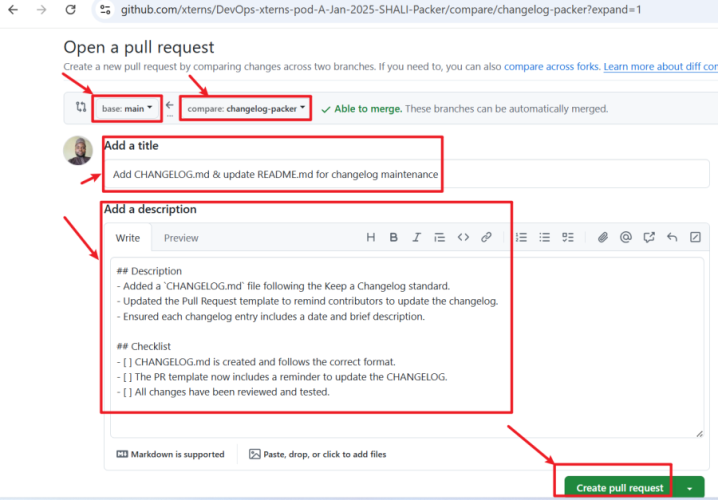 github.com/xterns/DevOps-xterns-pod-A-Jan-2025-SHALI-Packer/compare/changelog-packer?expand=1
Open a pull request
Create a new pull request by comparing changes across two branches. If you need to, you can also compare across forks. Learn more about diff con
base: main
...
compare: changelog-packer
Able to merge. These branches can be automatically merged.
Add a title
Add CHANGELOG.md & update README.md for changelog maintenance
Add a description
Write Preview
## Description
- Added a `CHANGELOG.md` file following the Keep a Changelog standard.
- Updated the Pull Request template to remind contributors to update the changelog.
- Ensured each changelog entry includes a date and brief description.
## Checklist
- [ ] CHANGELOG.md is created and follows the correct format.
- [ ] The PR template now includes a reminder to update the CHANGELOG.
- [ ] All changes have been reviewed and tested.
Markdown is supported
Paste, drop, or click to add files
Create pull request